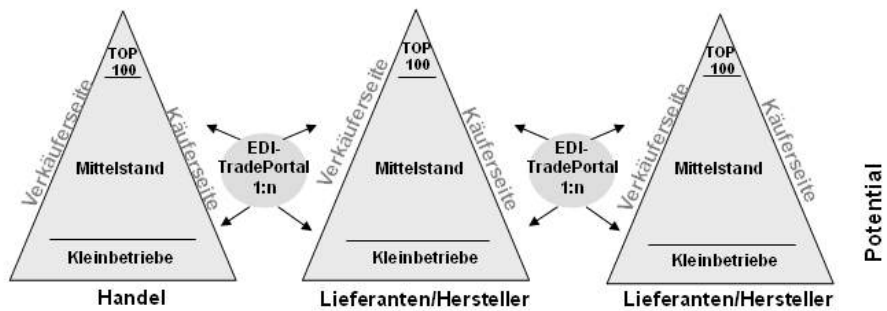 TOP
100
Verkäuferseite
Käuferseite
Mittelstand
Kleinbetriebe
Handel
EDI-
TradePortal
1:n
TOP
100
Verkäuferseite
Käuferseite
Mittelstand
Kleinbetriebe
Lieferanten/Hersteller
EDI-
TradePortal
1:n
TOP
100
Verkäuferseite
Käuferseite
Mittelstand
Kleinbetriebe
Lieferanten/Hersteller
Potential